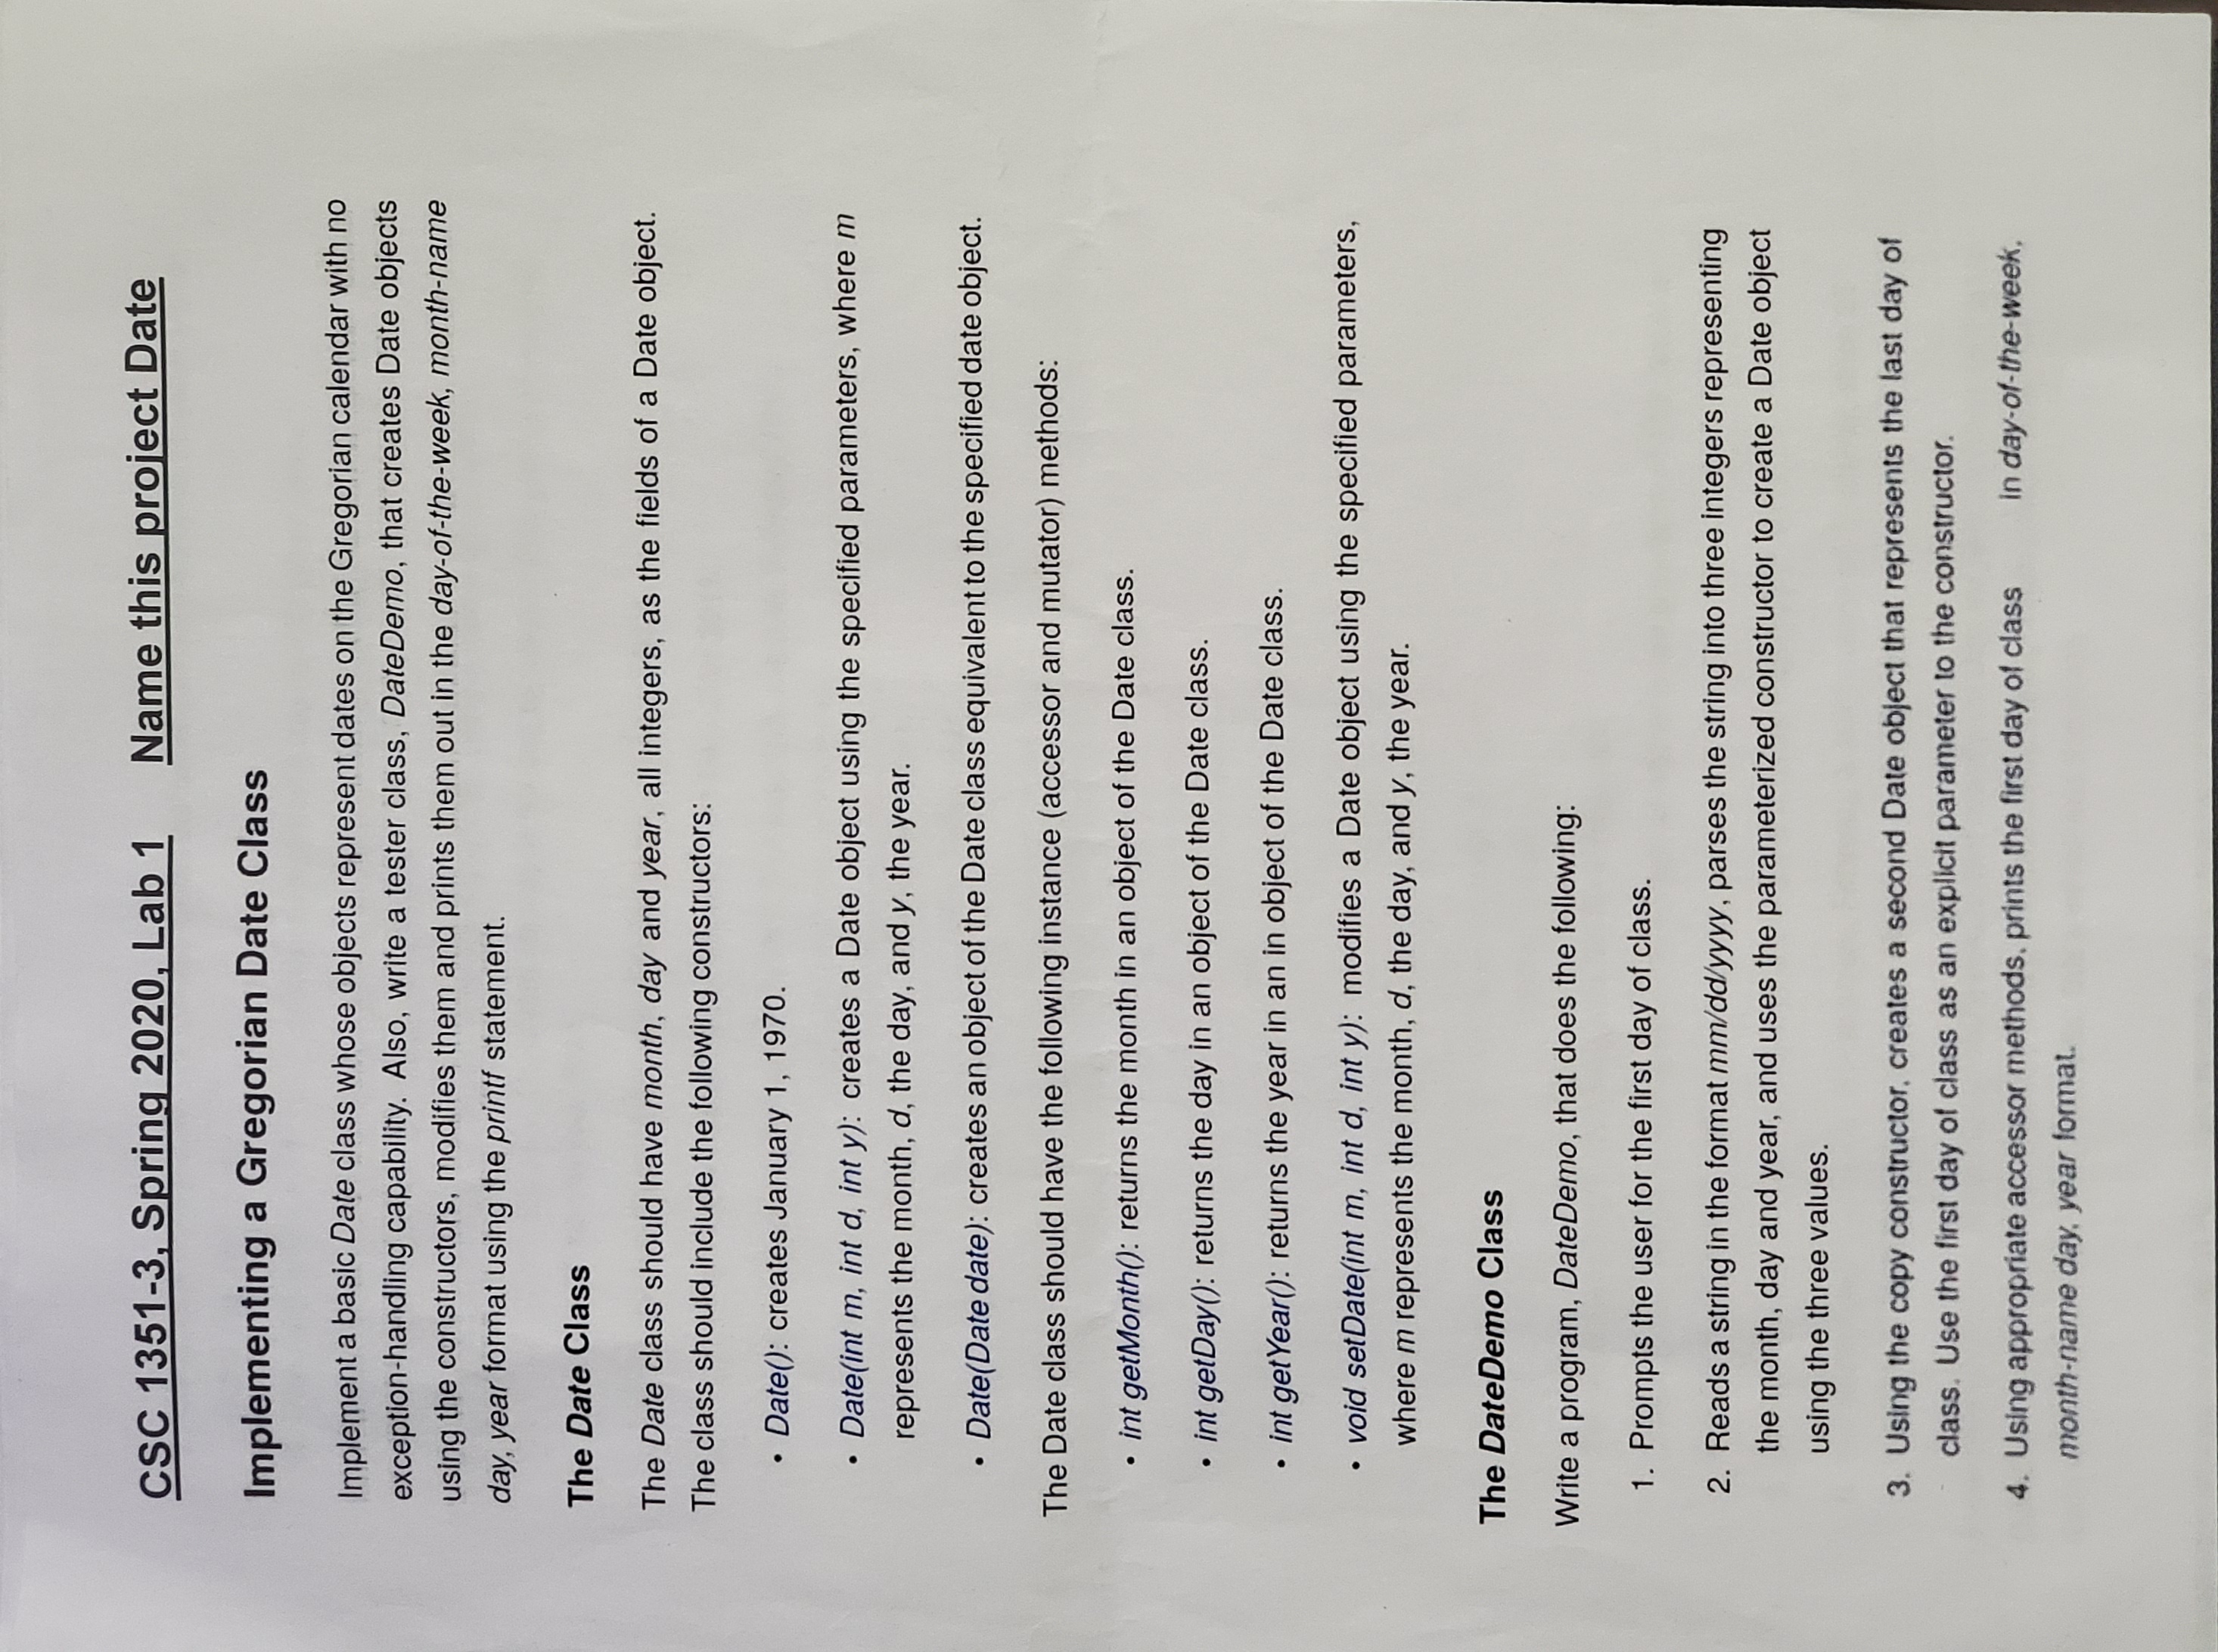 CSC 1351-3, Spring 2020, Lab 1 Name this project Date
Implementing a Gregorian Date Class
Implement a basic Date class whose objects represent dates on the Gregorian calendar with no
exception-handling capability. Also, write a tester class, DateDemo, that creates Date objects
using the constructors, modifies them and prints them out in the day-of-the-week, month-name
day, year format using the printf statement.
The Date Class
The Date class should have month, day and year, all integers, as the fields of a Date object.
The class should include the following constructors:
• Date(): creates January 1, 1970.
• Date(int m, int d, int y): creates a Date object using the specified parameters, where m
represents the month, d, the day, and y, the year.
• Date(Date date): creates an object of the Date class equivalent to the specified date object.
The Date class should have the following instance (accessor and mutator) methods:
• int getMonth(): returns the month in an object of the Date class.
• int getDay(): returns the day in an object of the Date class.
• int getYear(): returns the year in an in object of the Date class.
• void setDate(int m, int d, int y): modifies a Date object using the specified parameters,
where m represents the month, d, the day, and y, the year.
The DateDemo Class
Write a program, DateDemo, that does the following:
1. Prompts the user for the first day of class.
2. Reads a string in the format mm/dd/yyyy, parses the string into three integers representing
the month, day and year, and uses the parameterized constructor to create a Date object
using the three values.
3. Using the copy constructor, creates a second Date object that represents the last day of
class. Use the first day of class as an explicit parameter to the constructor.
4. Using appropriate accessor methods, prints the first day of class in day-of-the-week,
month-name day, year format.